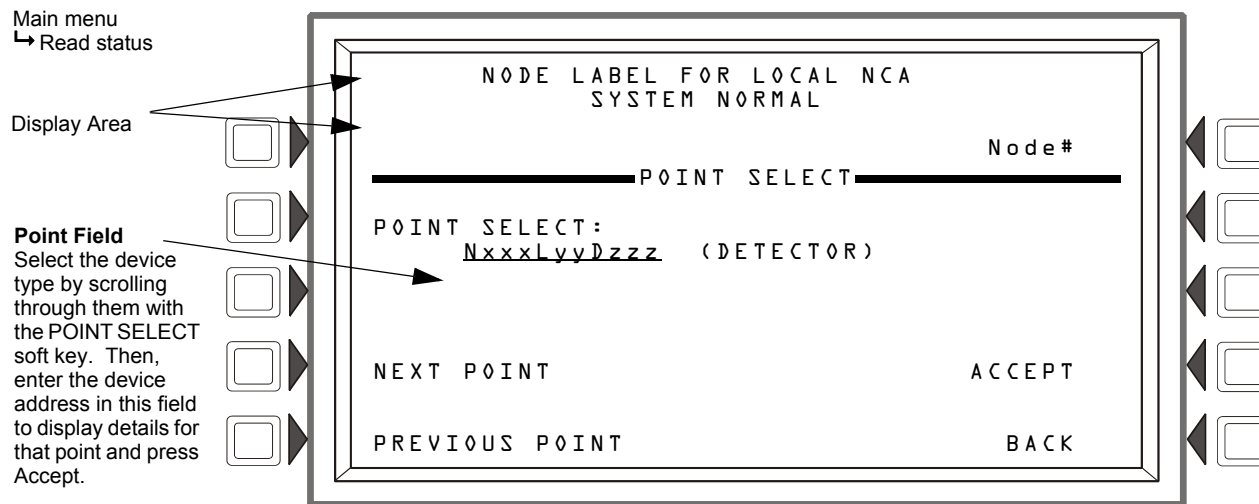 Main menu
Read status
Display Area
Point Field
Select the device
type by scrolling
through them with
the POINT SELECT
soft key. Then,
enter the device
address in this field
to display details for
that point and press
Accept.
NODE LABEL FOR LOCAL NCA
SYSTEM NORMAL
Node#
POINT SELECT
POINT SELECT:
NxxxLyyDzzz (DETECTOR)
NEXT POINT
ACCEPT
PREVIOUS POINT
BACK